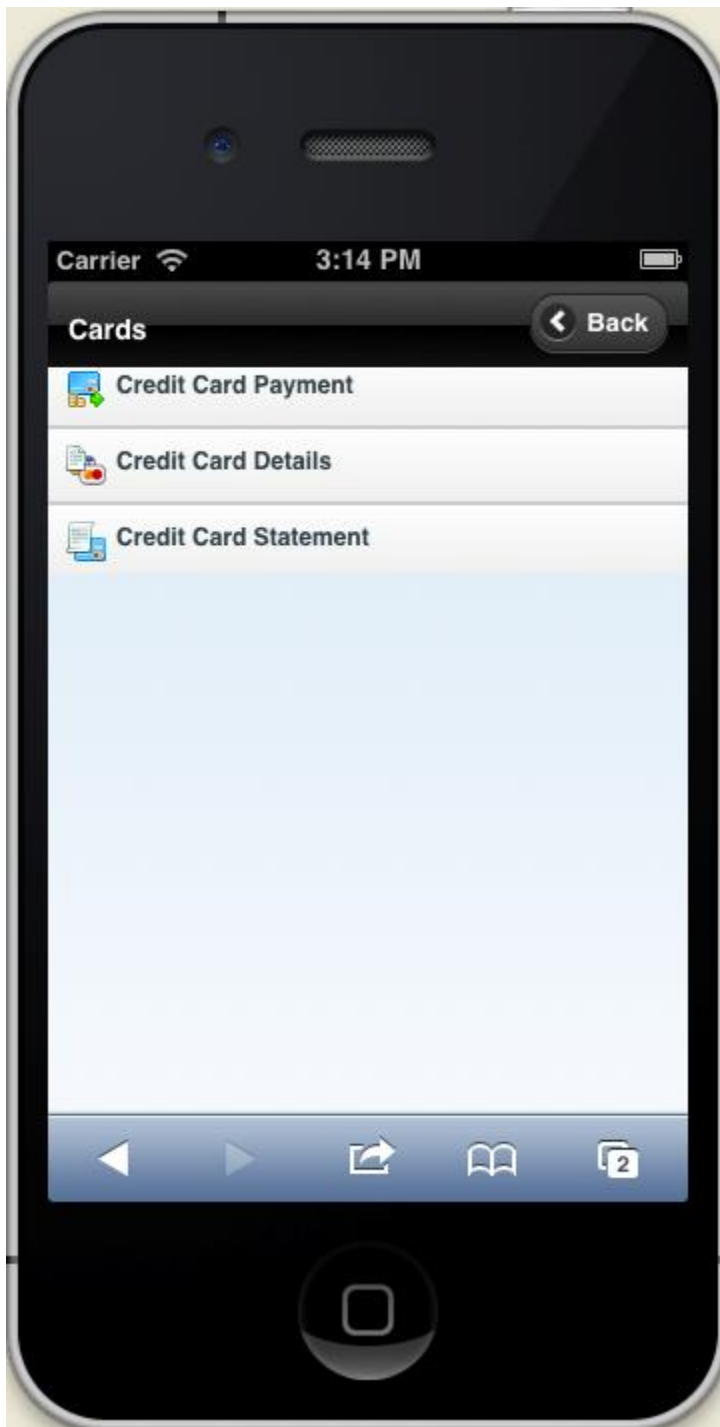 Carrier 3:14 PM
Cards Back
Credit Card Payment
Credit Card Details
Credit Card Statement
2